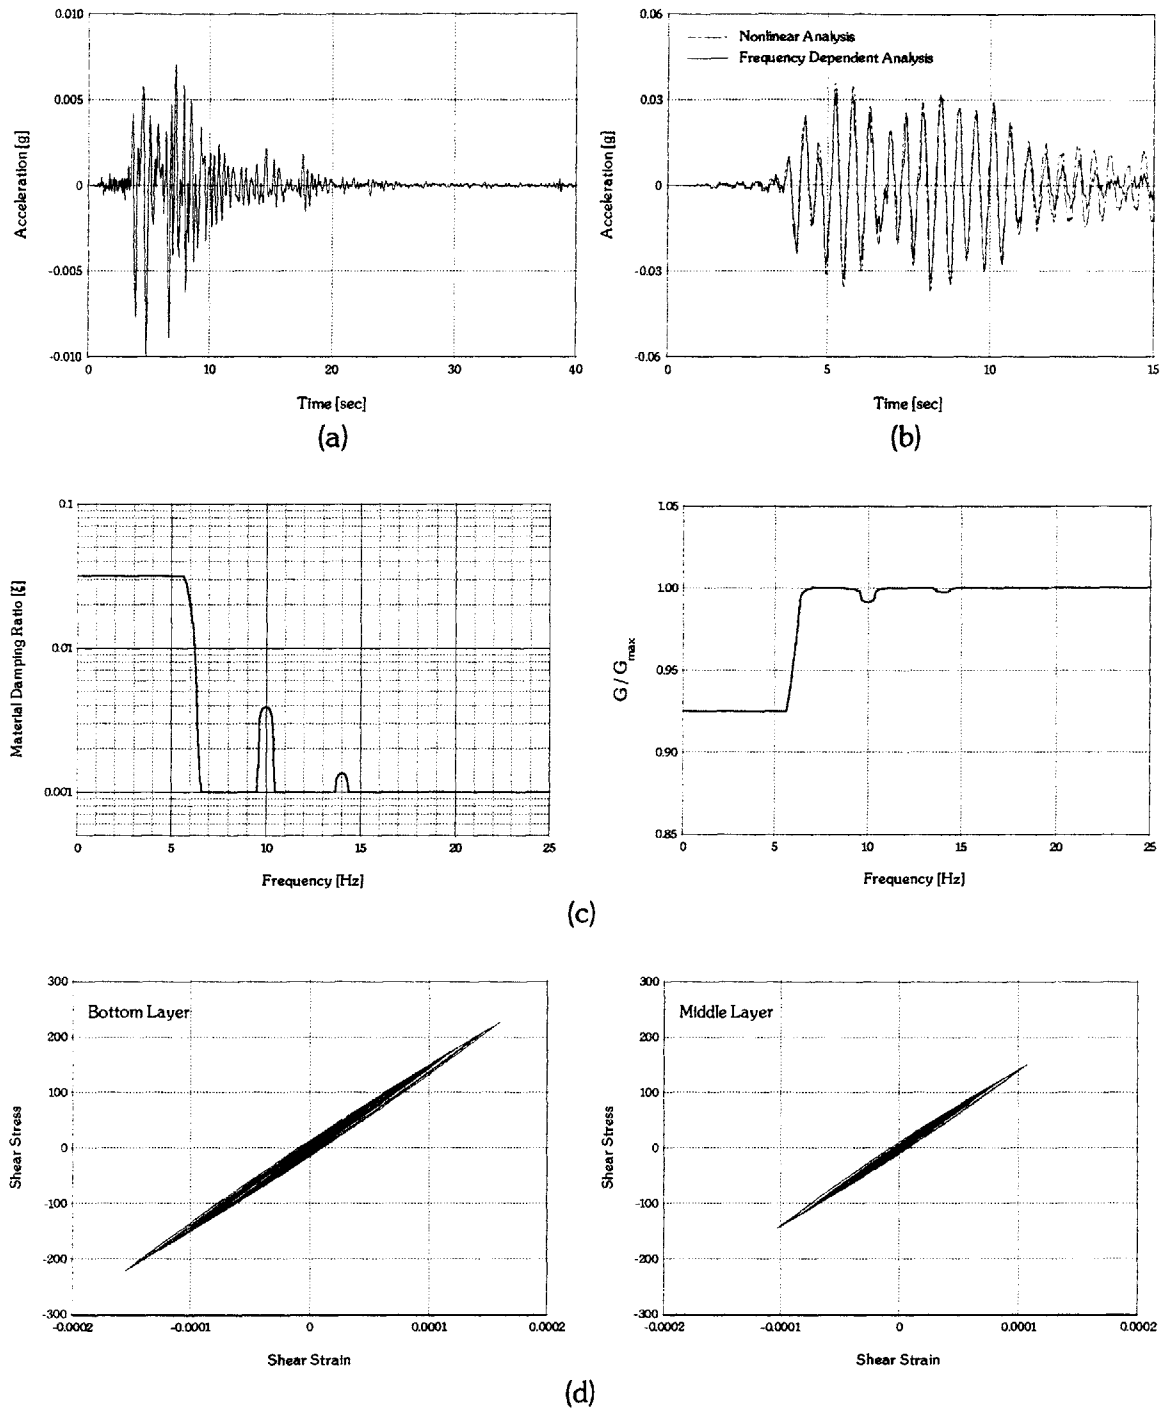 0.010
0.005
0
-0.005
-0.010
Acceleration [g]
0 10 20 30 40
Time [sec]
(a)
0.06
0.03
0
-0.03
-0.06
Acceleration [g]
Nonlinear Analysis
Frequency Dependent Analysis
0 5 10 15
Time [sec]
(b)
0.1
0.01
0.001
Material Damping Ratio [ξ]
0 5 10 15 20 25
Frequency [Hz]
1.05
1.00
0.95
0.90
0.85
G / Gmax
0 5 10 15 20 25
Frequency [Hz]
(c)
300
200
100
0
-100
-200
-300
Shear Stress
Bottom Layer
-0.0002 -0.0001 0 0.0001 0.0002
Shear Strain
300
200
100
0
-100
-200
-300
Shear Stress
Middle Layer
-0.0002 -0.0001 0 0.0001 0.0002
Shear Strain
(d)